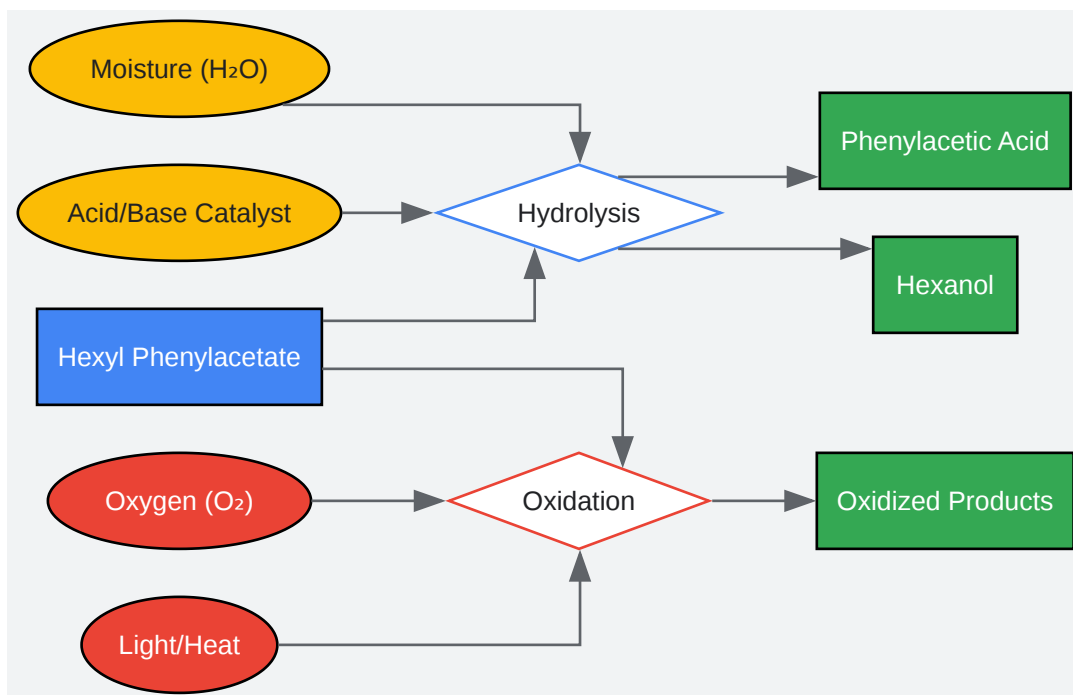 Moisture (H₂O)
Phenylacetic Acid
Acid/Base Catalyst
Hydrolysis
Hexanol
Hexyl Phenylacetate
Oxygen (O₂)
Oxidation
Oxidized Products
Light/Heat